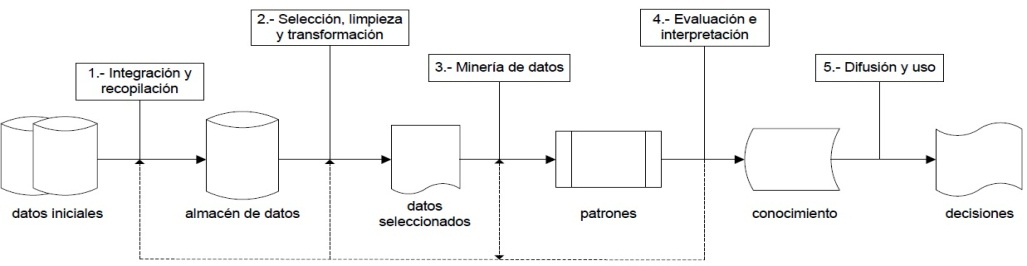 1.- Integración y
recopilación
2.- Selección, limpieza
y transformación
3.- Minería de datos
4.- Evaluación e
interpretación
5.- Difusión y uso
datos iniciales
almacén de datos
datos
seleccionados
patrones
conocimiento
decisiones